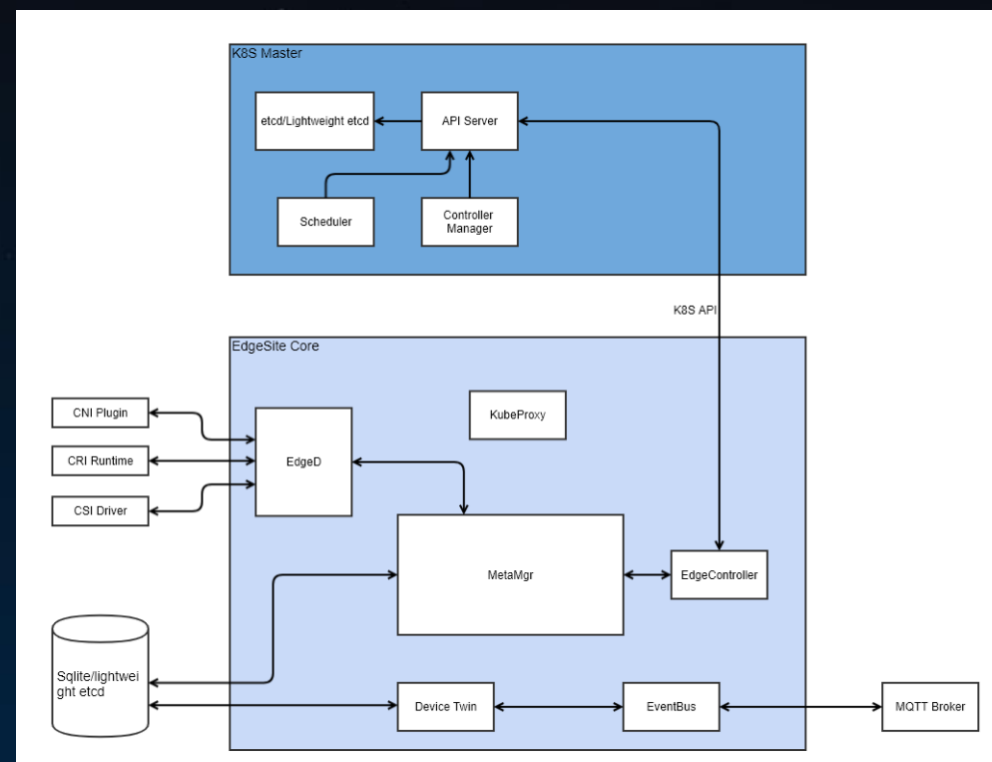 K8S Master
etcd/Lightweight etcd
API Server
Scheduler
Controller
Manager
K8S API
EdgeSite Core
CNI Plugin
KubeProxy
CRI Runtime
EdgeD
CSI Driver
MetaMgr
EdgeController
Sqlite/lightwei
ght etcd
Device Twin
EventBus
MQTT Broker